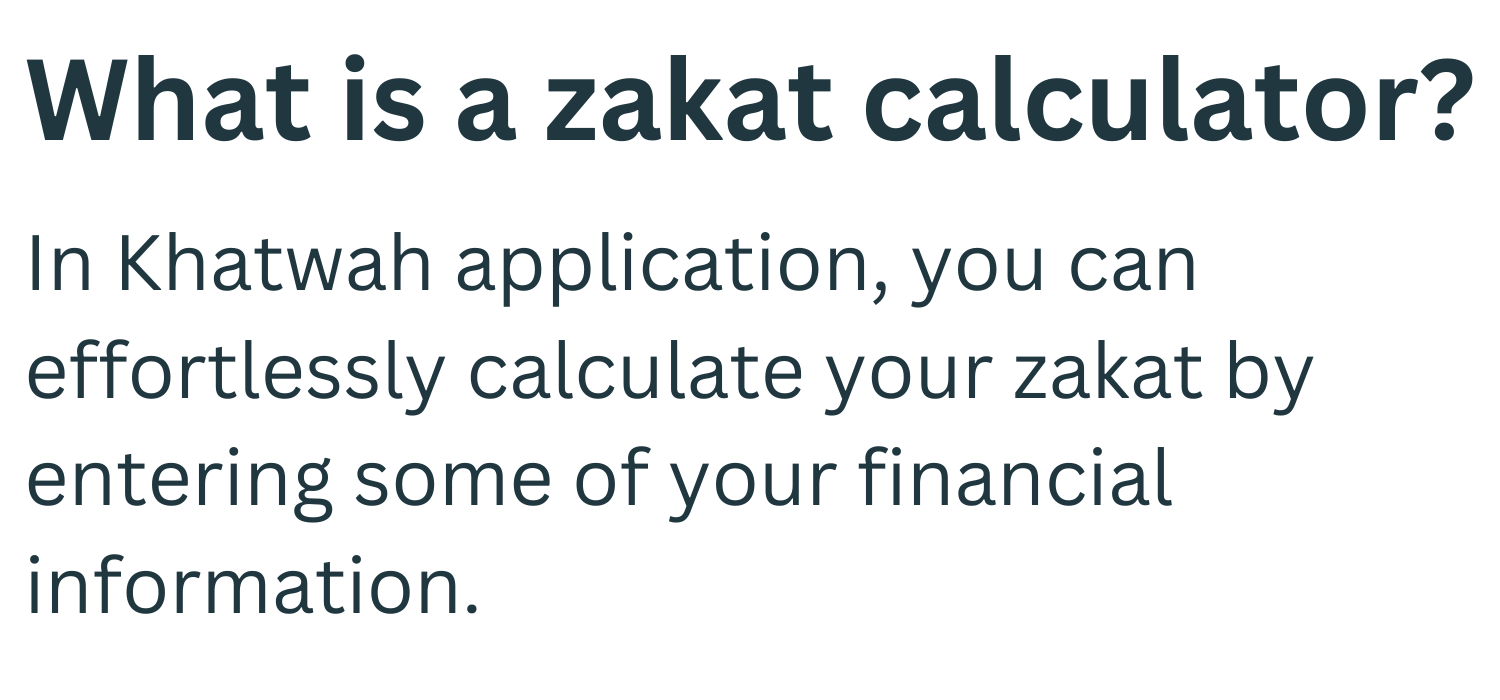 What is a zakat calculator?
In Khatwah application, you can
effortlessly calculate your zakat by
entering some of your financial
information.